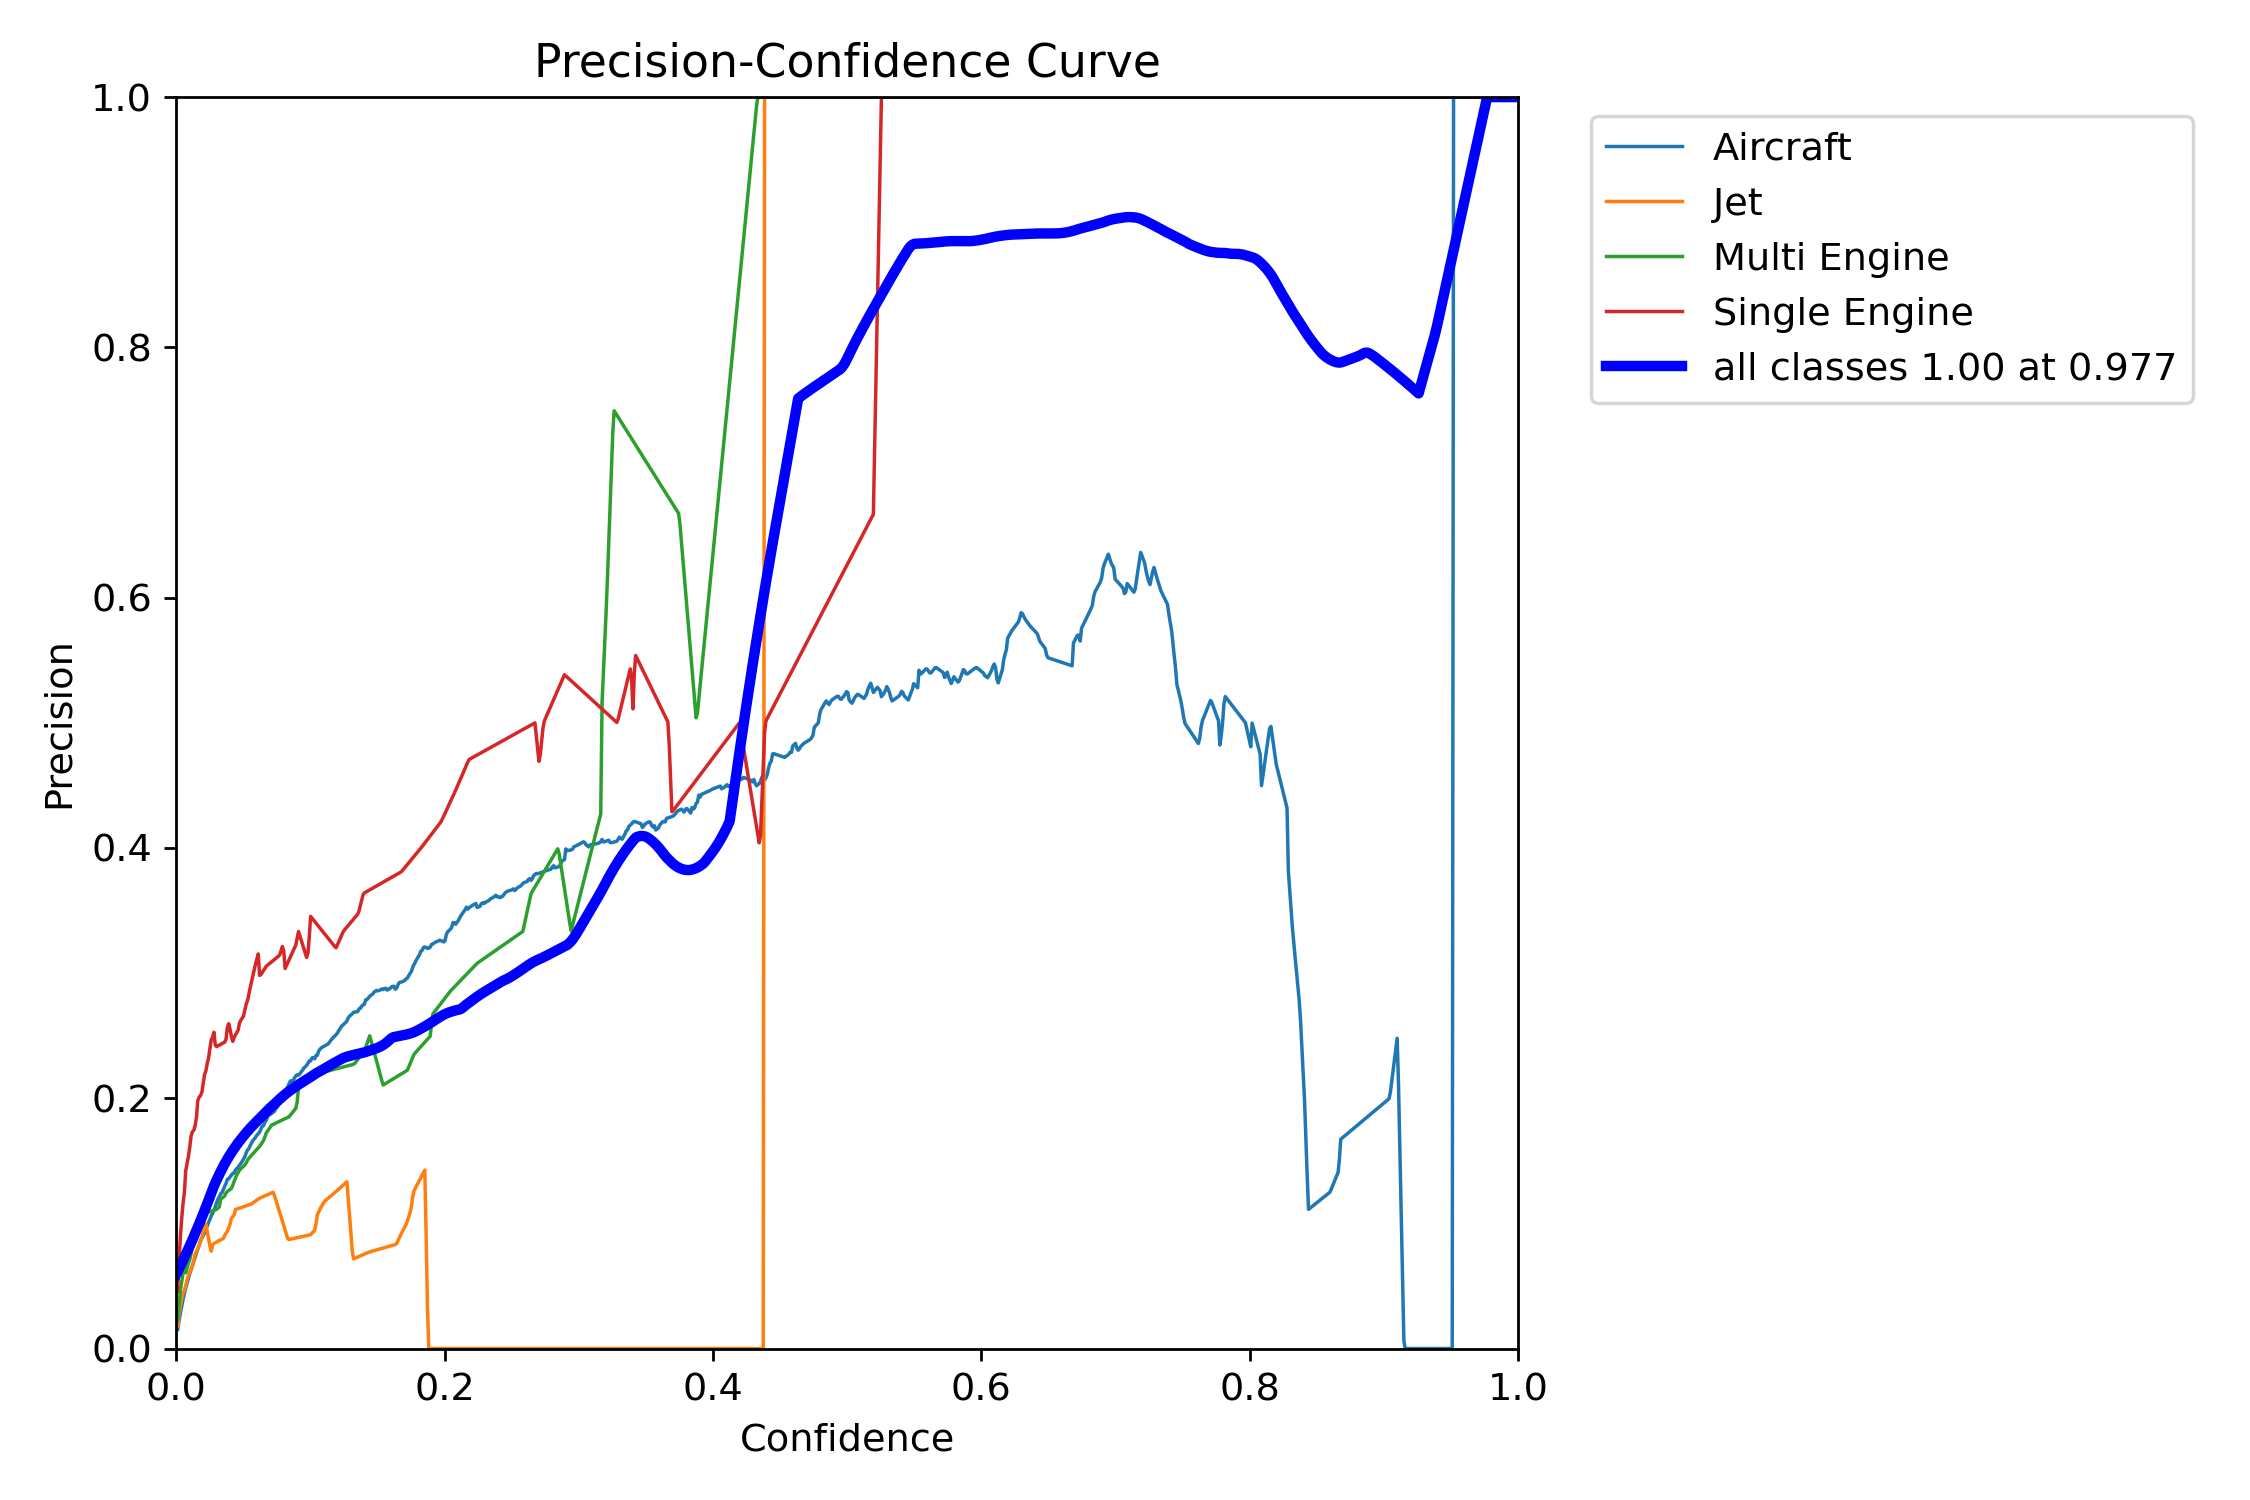 Precision-Confidence Curve
1.0
0.8
0.6
0.4
0.2
0.0
Precision
0.0 0.2 0.4 0.6 0.8 1.0
Confidence
Aircraft
Jet
Multi Engine
Single Engine
all classes 1.00 at 0.977